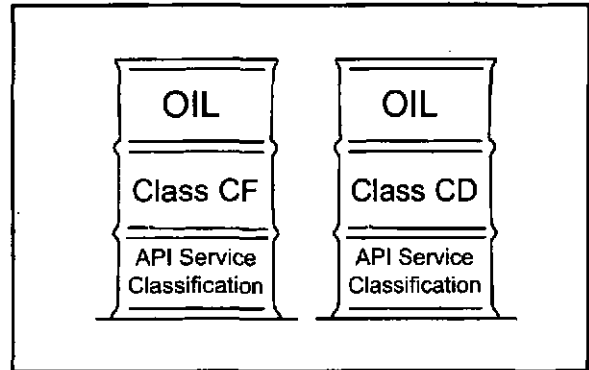 OIL
Class CF
API Service
Classification
OIL
Class CD
API Service
Classification